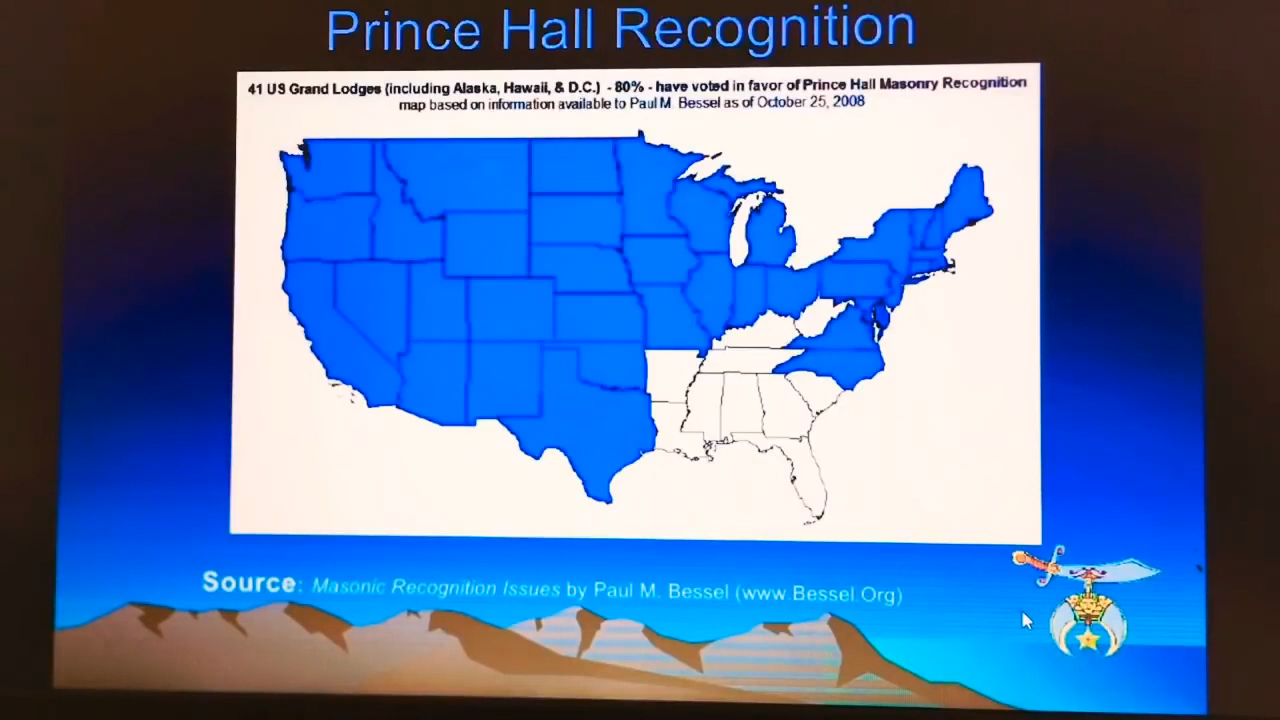 Prince Hall Recognition
41 US Grand Lodges (including Alaska, Hawaii, & D.C.) - 80% - have voted in favor of Prince Hall Masonry Recognition
map based on information available to Paul M. Bessel as of October 25, 2008
Source: Masonic Recognition Issues by Paul M. Bessel (www.Bessel.Org)